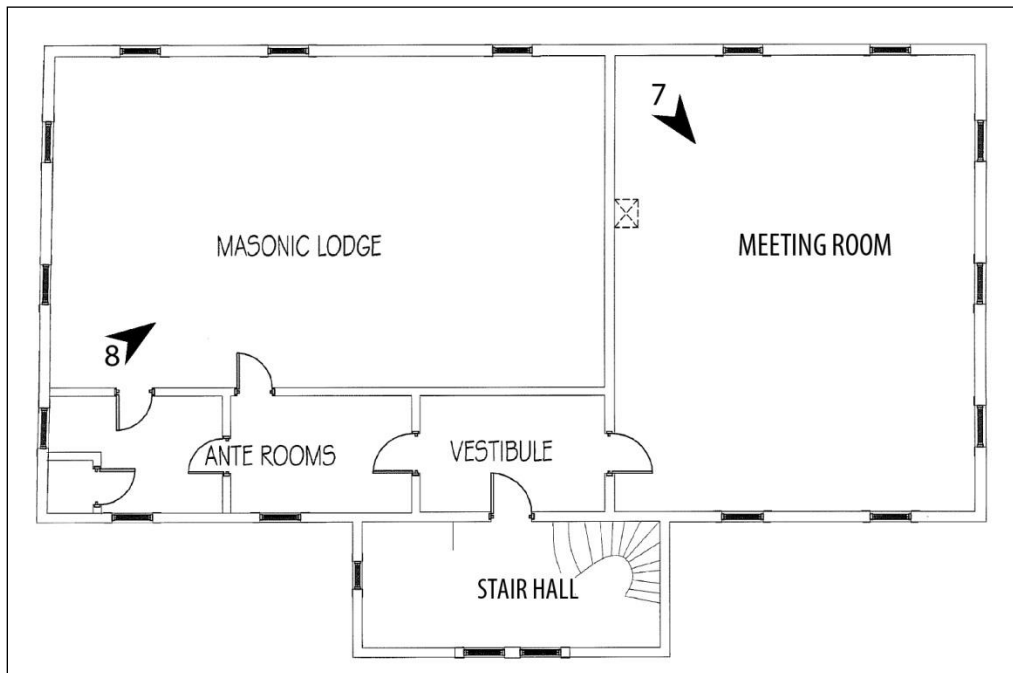 7
MASONIC LODGE
MEETING ROOM
8
ANTE ROOMS
VESTIBULE
STAIR HALL